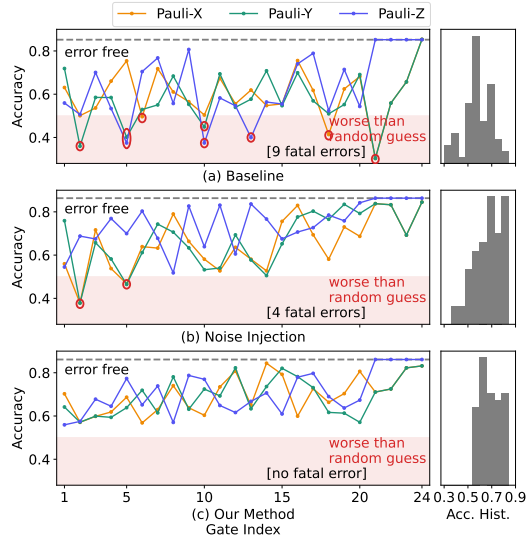 Pauli-X Pauli-Y Pauli-Z
Accuracy
0.8
0.6
0.4
error free
worse than
random guess
[9 fatal errors]
(a) Baseline
Accuracy
0.8
0.6
0.4
error free
worse than
random guess
[4 fatal errors]
(b) Noise Injection
Accuracy
0.8
0.6
0.4
error free
worse than
random guess
[no fatal error]
1 5 10 15 20 24
(c) Our Method
Gate Index
0.3 0.5 0.7 0.9
Acc. Hist.